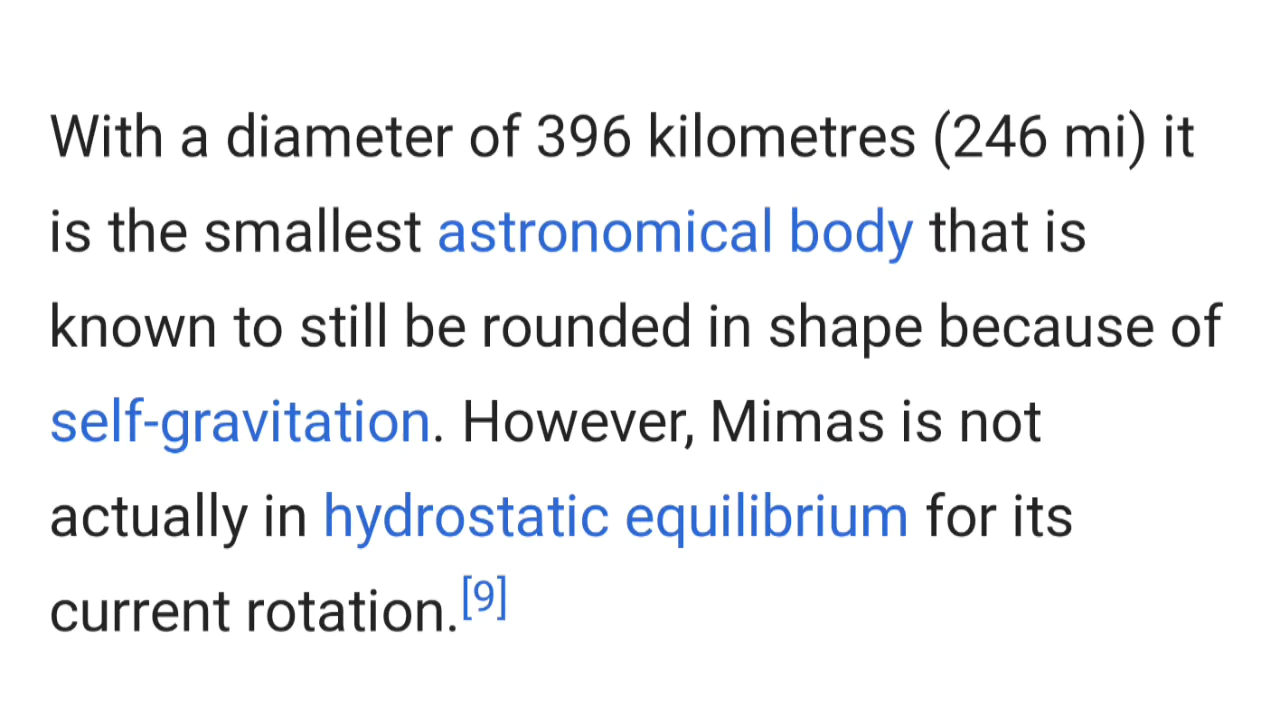 With a diameter of 396 kilometres (246 mi) it
is the smallest astronomical body that is
known to still be rounded in shape because of
self-gravitation. However, Mimas is not
actually in hydrostatic equilibrium for its
current rotation.[9]